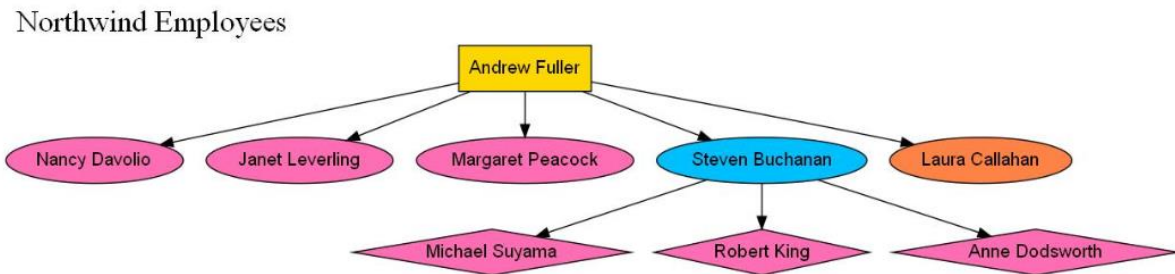 Northwind Employees
Andrew Fuller
Nancy Davolio
Janet Leverling
Margaret Peacock
Steven Buchanan
Laura Callahan
Michael Suyama
Robert King
Anne Dodsworth